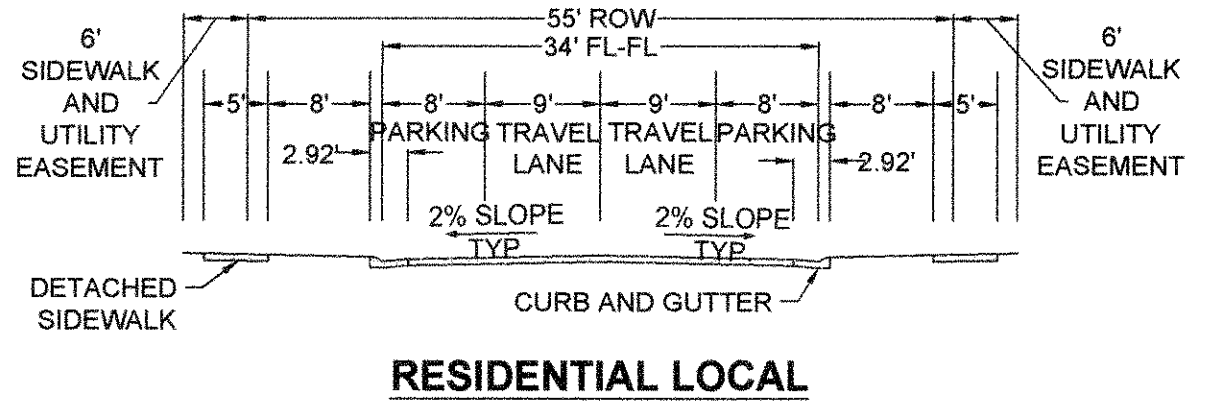 55' ROW
34' FL-FL
6'
SIDEWALK
AND
UTILITY
EASEMENT
6'
SIDEWALK
AND
UTILITY
EASEMENT
5' 8' 8' 9' 9' 8' 8' 5'
PARKING TRAVEL TRAVEL PARKING
LANE LANE
2.92' 2.92'
2% SLOPE 2% SLOPE
TYP TYP
DETACHED
SIDEWALK
CURB AND GUTTER
RESIDENTIAL LOCAL